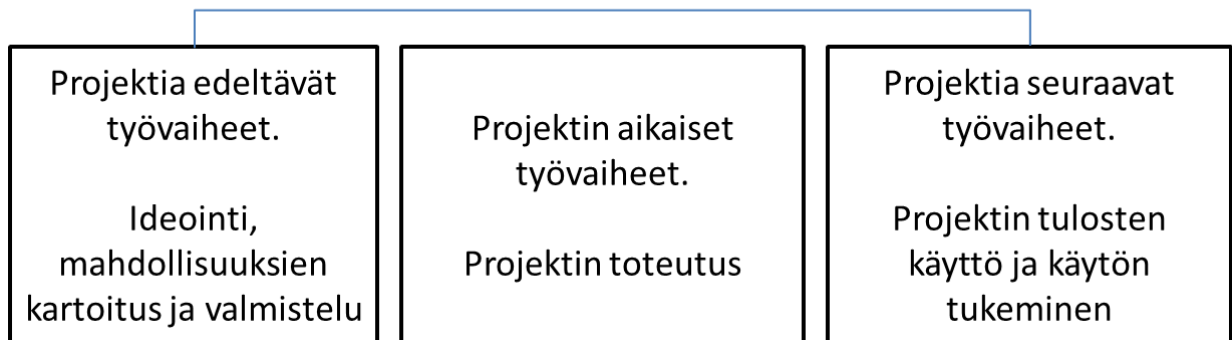 Projektia edeltävät
työvaiheet.
Ideointi,
mahdollisuuksien
kartoitus ja valmistelu
Projektin aikaiset
työvaiheet.
Projektin toteutus
Projektia seuraavat
työvaiheet.
Projektin tulosten
käyttö ja käytön
tukeminen